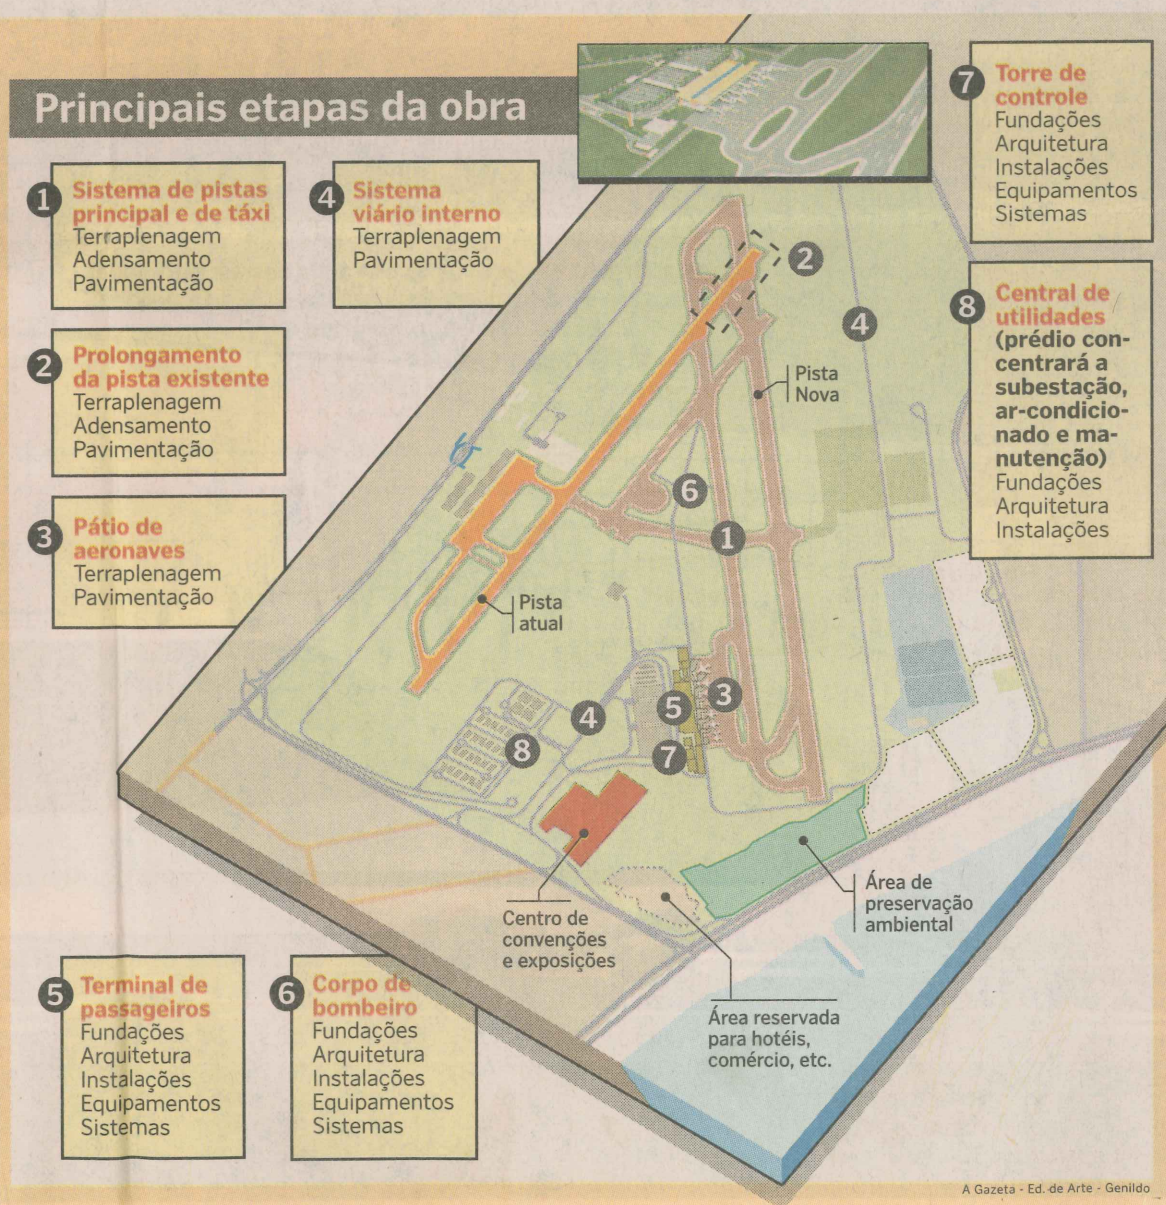 Principais etapas da obra
1
Sistema de pistas
principal e de táxi
Terraplenagem
Adensamento
Pavimentação
2
Prolongamento
da pista existente
Terraplenagem
Adensamento
Pavimentação
3
Pátio de
aeronaves
Terraplenagem
Pavimentação
4
Sistema
viário interno
Terraplenagem
Pavimentação
5
Terminal de
passageiros
Fundações
Arquitetura
Instalações
Equipamentos
Sistemas
6
Corpo de
bombeiro
Fundações
Arquitetura
Instalações
Equipamentos
Sistemas
7
Torre de
controle
Fundações
Arquitetura
Instalações
Equipamentos
Sistemas
8
Central de
utilidades
(prédio con-
centrará a
subestação,
ar-condicio-
nado e ma-
nutenção)
Fundações
Arquitetura
Instalações
2
4
Pista
Nova
6
1
Pista
atual
3
5
4
8
7
Centro de
convenções
e exposições
Área de
preservação
ambiental
Área reservada
para hotéis,
comércio, etc.
A Gazeta - Ed. de Arte - Genildo